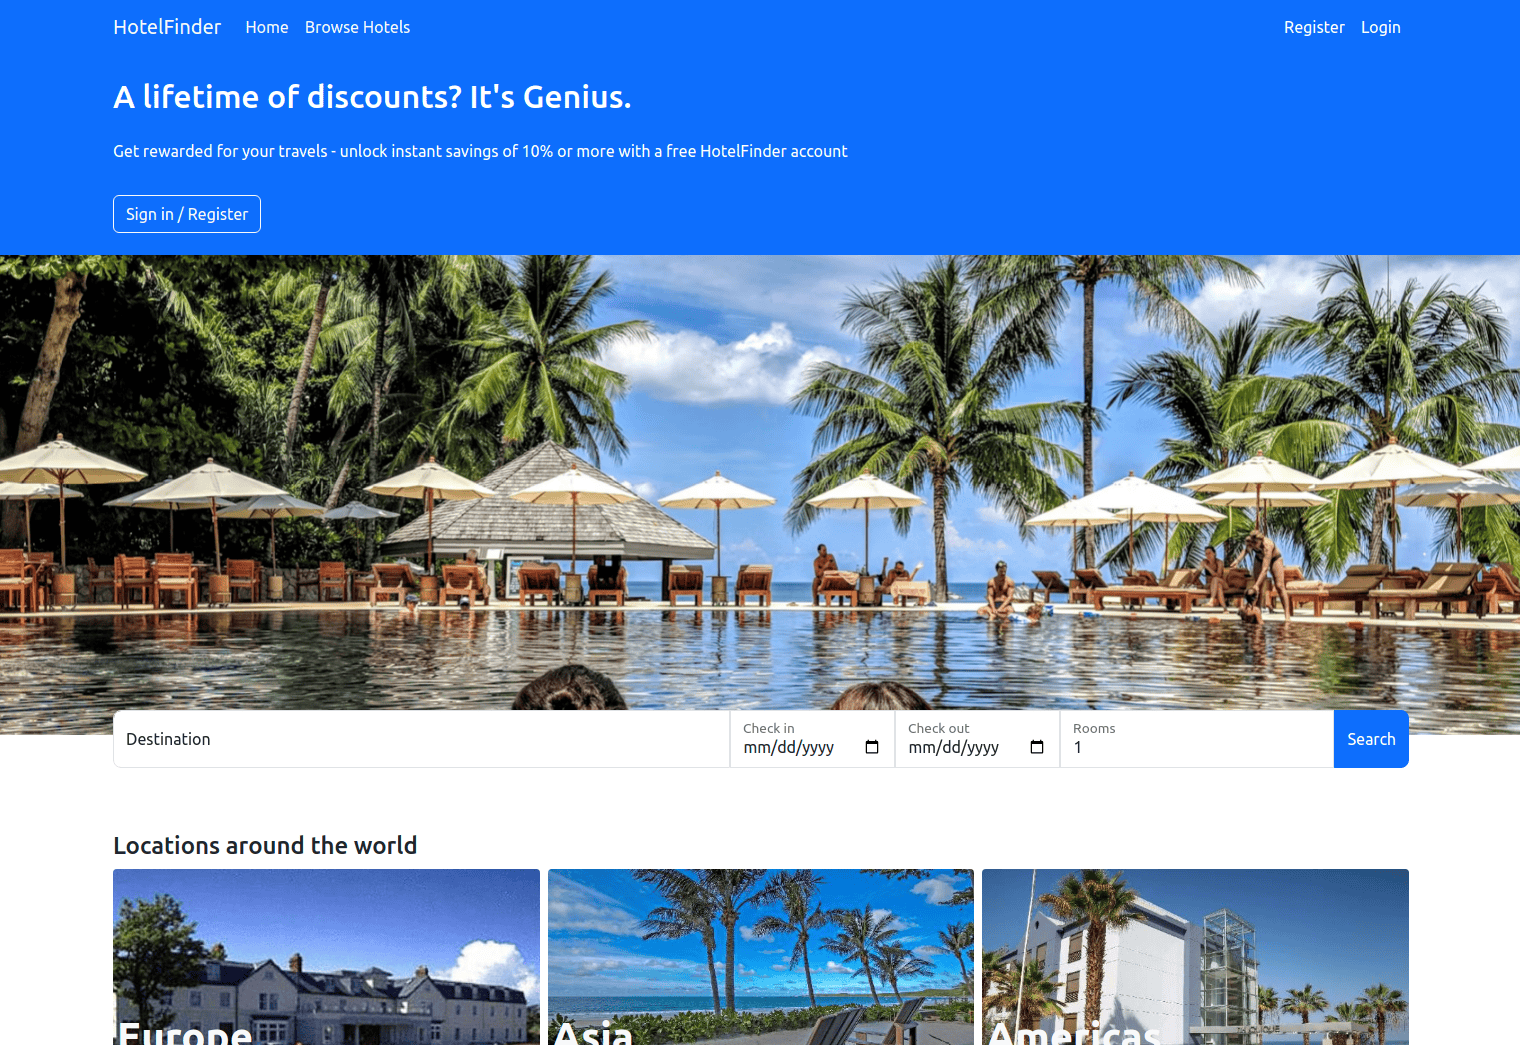 HotelFinder Home Browse Hotels Register Login
A lifetime of discounts? It's Genius.
Get rewarded for your travels - unlock instant savings of 10% or more with a free HotelFinder account
Sign in / Register
Destination
Check in
mm/dd/yyyy
Check out
mm/dd/yyyy
Rooms
1
Search
Locations around the world
Europe
Asia
Americas